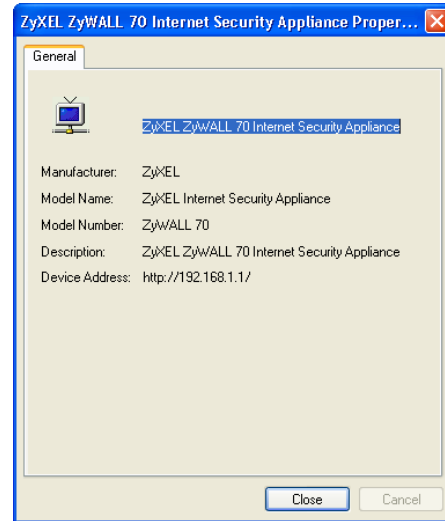 ZyXEL ZyWALL 70 Internet Security Appliance Proper...
General
ZyXEL ZyWALL 70 Internet Security Appliance
Manufacturer: ZyXEL
Model Name: ZyXEL Internet Security Appliance
Model Number: ZyWALL 70
Description: ZyXEL ZyWALL 70 Internet Security Appliance
Device Address: http://192.168.1.1/
Close Cancel